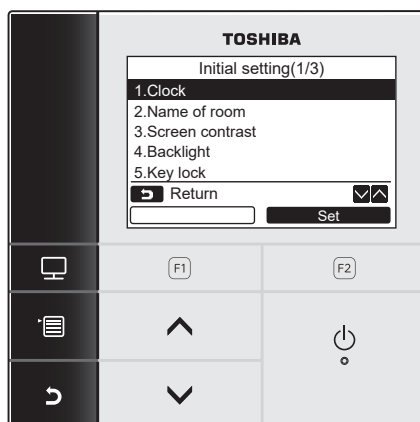 TOSHIBA
Initial setting(1/3)
1.Clock
2.Name of room
3.Screen contrast
4.Backlight
5.Key lock
Return
Set
F1
F2